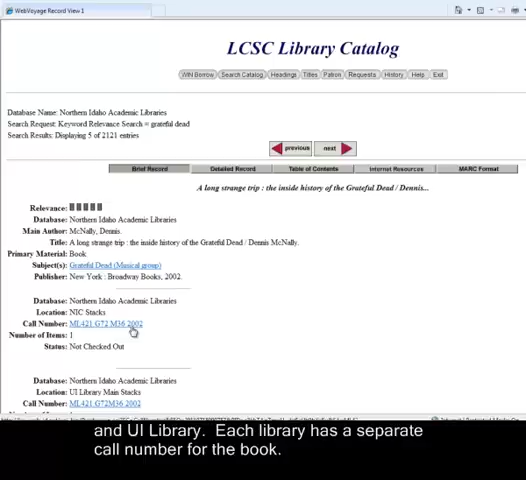 WebVoyage Record View 1
LCSC Library Catalog
WIN Borrow Search Catalog Headings Titles Patron Requests History Help Exit
Database Name: Northern Idaho Academic Libraries
Search Request: Keyword Relevance Search = grateful dead
Search Results: Displaying 5 of 2121 entries
previous next
Brief Record Detailed Record Table of Contents Internet Resources MARC Format
A long strange trip : the inside history of the Grateful Dead / Dennis...
Relevance:
Database: Northern Idaho Academic Libraries
Main Author: McNally, Dennis.
Title: A long strange trip : the inside history of the Grateful Dead / Dennis McNally.
Primary Material: Book
Subject(s): Grateful Dead (Musical group)
Publisher: New York : Broadway Books, 2002.
Database: Northern Idaho Academic Libraries
Location: NIC Stacks
Call Number: ML421.G72 M36 2002
Number of Items: 1
Status: Not Checked Out
Database: Northern Idaho Academic Libraries
Location: UI Library Main Stacks
Call Number: ML421 G72M36 2002
and UI Library. Each library has a separate
call number for the book.